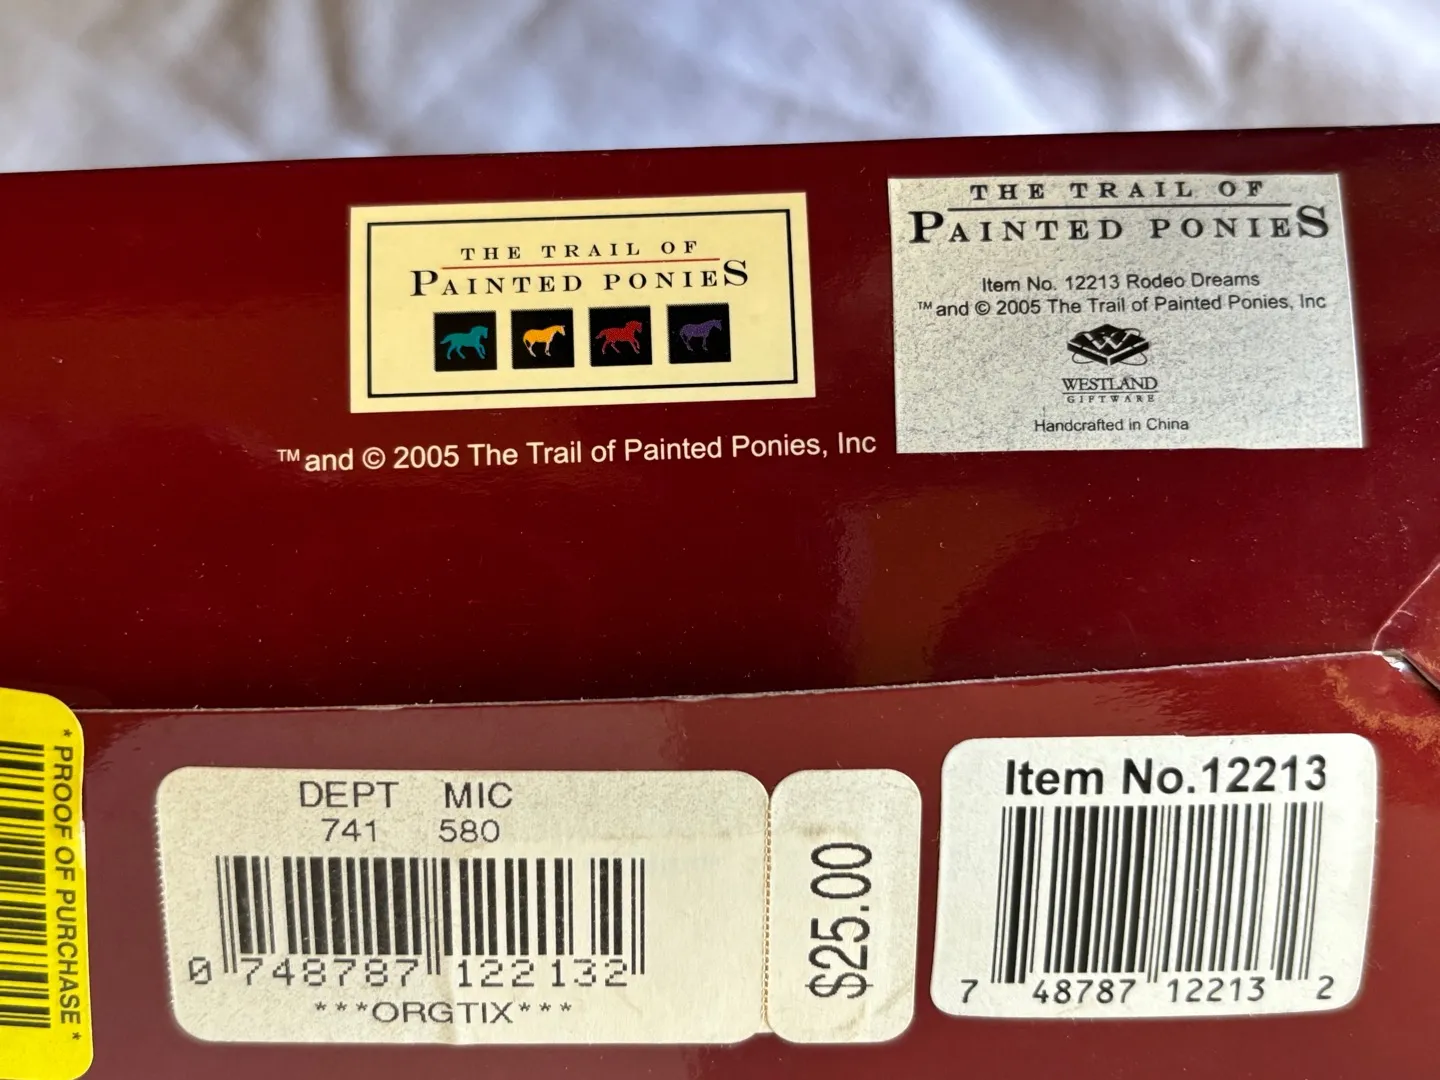 THE TRAIL OF
PAINTED PONIES
™ and © 2005 The Trail of Painted Ponies, Inc
THE TRAIL OF
PAINTED PONIES
Item No. 12213 Rodeo Dreams
™ and © 2005 The Trail of Painted Ponies, Inc
WESTLAND
GIFTWARE
Handcrafted in China
* PROOF OF PURCHASE *
DEPT MIC
741 580
0 748787 122132
***ORGTIX***
$25.00
Item No.12213
7 48787 12213 2